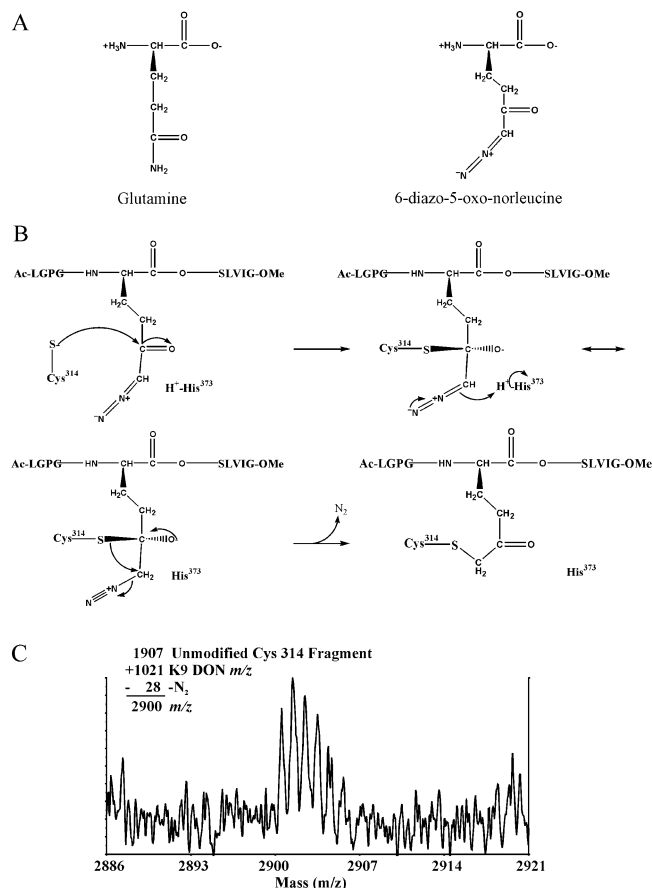 A
O
+H₃N—CH—C—O-
CH₂
CH₂
C=O
NH₂
Glutamine
O
+H₃N—CH—C—O-
H₂C
CH₂
C=O
CH
N+
⁻N
6-diazo-5-oxo-norleucine
B
O
Ac-LGPG—HN—CH—C—O—SLVIG-OMe
H₂C
CH₂
S-
C=O
Cys³¹⁴
CH
N+
⁻N
H⁺-His³⁷³
O
Ac-LGPG—HN—CH—C—O—SLVIG-OMe
H₂C
CH₂
Cys³¹⁴—S—C—O-
CH
+N
⁻N
H⁺—His³⁷³
O
Ac-LGPG—HN—CH—C—O—SLVIG-OMe
H₂C
CH₂
Cys³¹⁴—S—C—O
CH₂
N≡+N
His³⁷³
N₂
O
Ac-LGPG—HN—CH—C—O—SLVIG-OMe
H₂C
CH₂
Cys³¹⁴—S
C=O
C
H₂
His³⁷³
C
1907 Unmodified Cys 314 Fragment
+1021 K9 DON m/z
- 28 -N₂
2900 m/z
2886 2893 2900 2907 2914 2921
Mass (m/z)